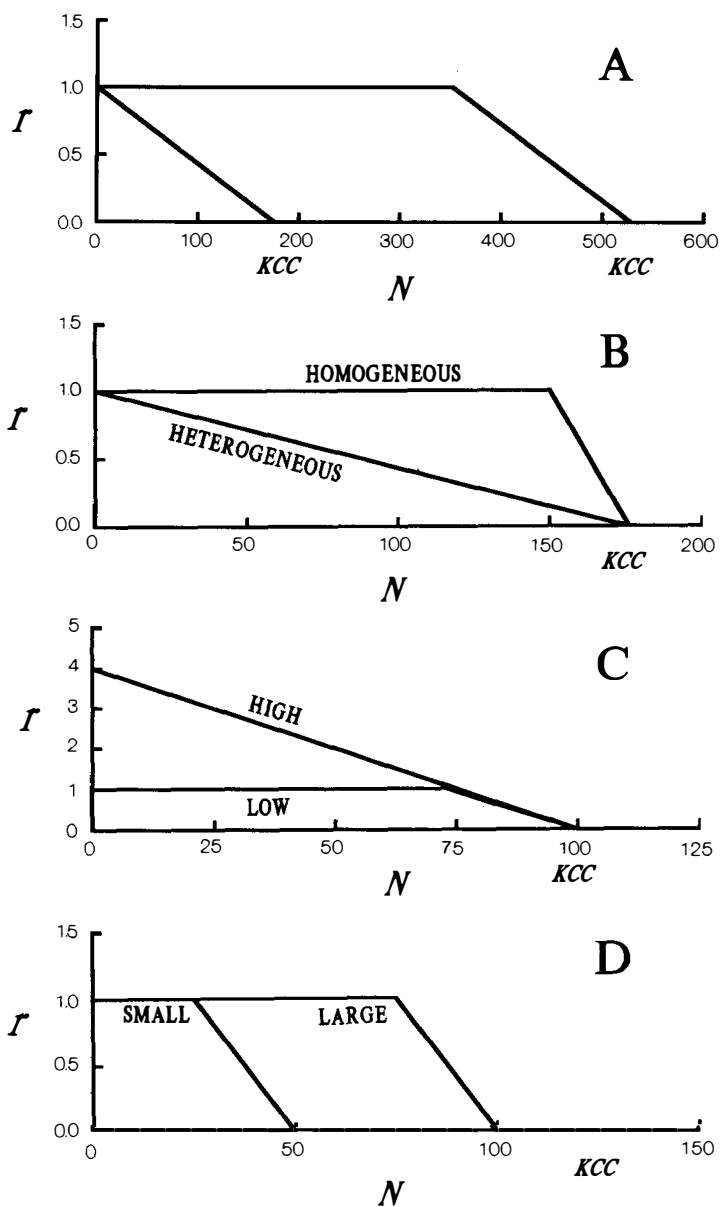 1.5
A
1.0
r
0.5
0.0
0 100 200 300 400 500 600
KCC KCC
N
1.5
B
HOMOGENEOUS
1.0
r
HETEROGENEOUS
0.5
0.0
0 50 100 150 200
KCC
N
5
C
4
HIGH
3
r
2
1
LOW
0
0 25 50 75 100 125
KCC
N
1.5
D
1.0
SMALL LARGE
r
0.5
0.0
0 50 100 150
KCC
N